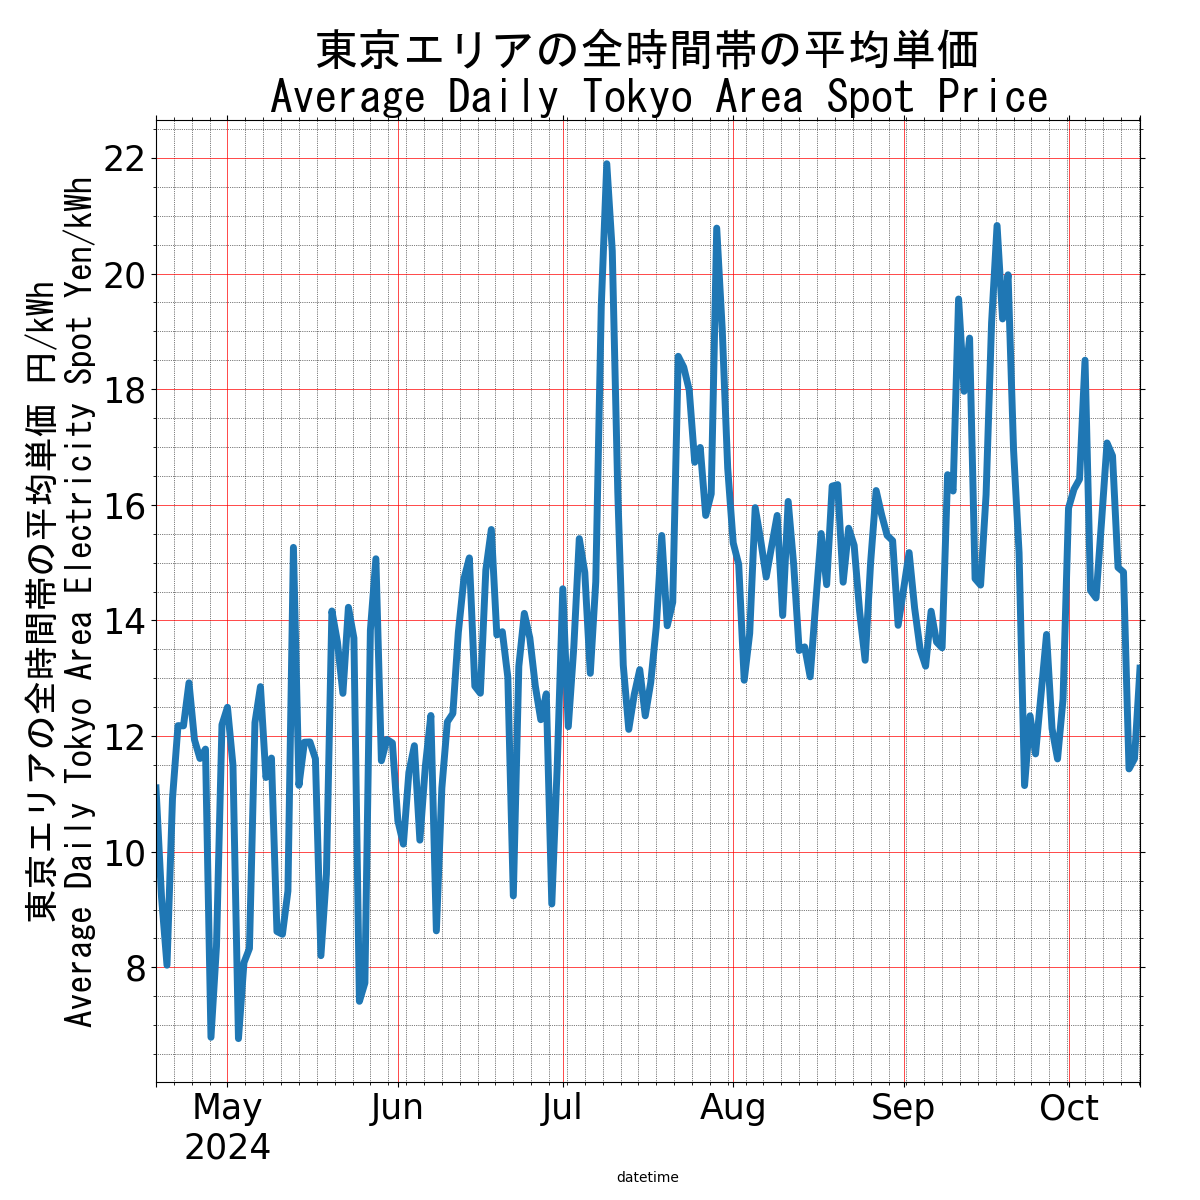 東京エリアの全時間帯の平均単価
Average Daily Tokyo Area Spot Price
東京エリアの全時間帯の平均単価 円/kWh
Average Daily Tokyo Area Electricity Spot Yen/kWh
22
20
18
16
14
12
10
8
May
2024
Jun
Jul
Aug
Sep
Oct
datetime